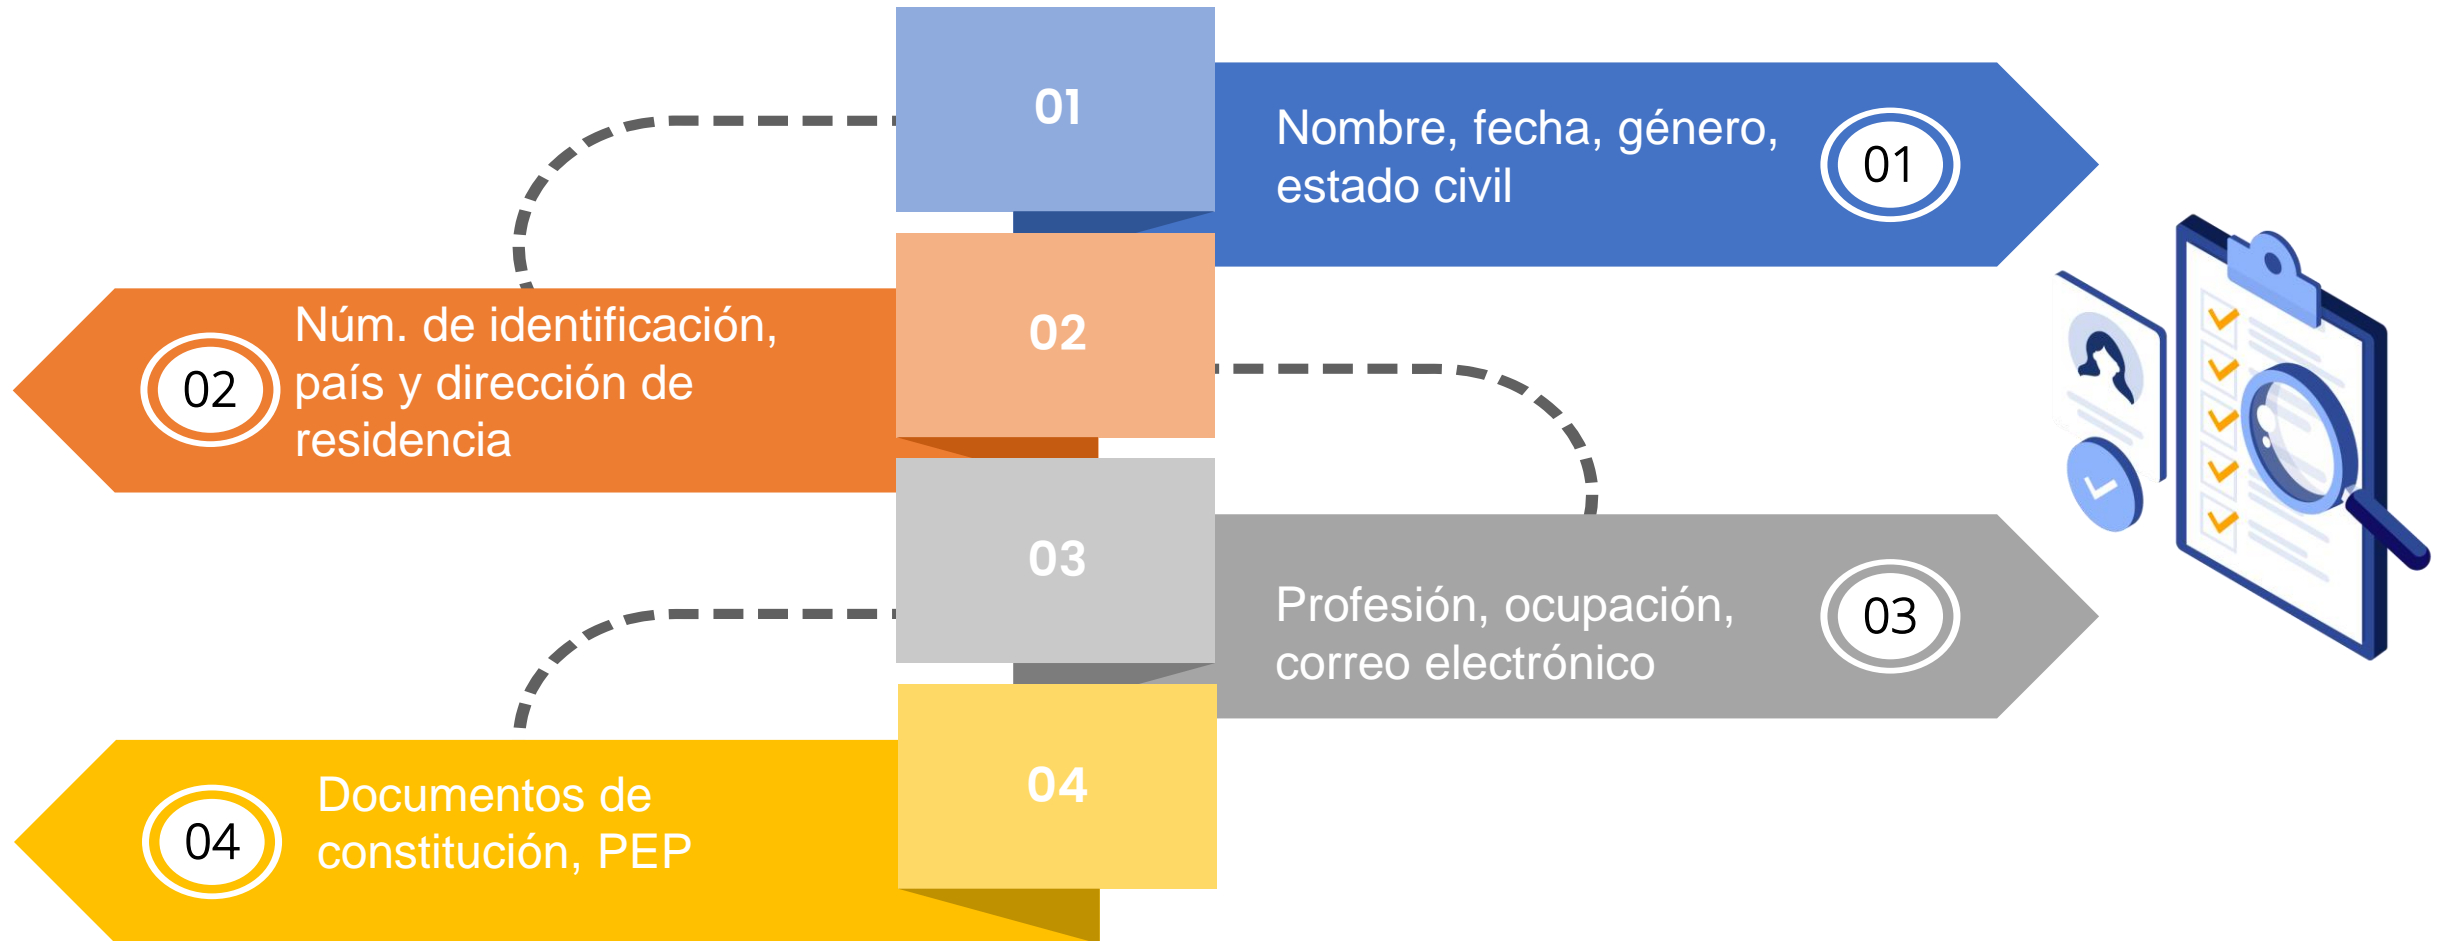 01
Nombre, fecha, género,
estado civil
01
02
Núm. de identificación,
país y dirección de
residencia
02
03
Profesión, ocupación,
correo electrónico
03
04
Documentos de
constitución, PEP
04